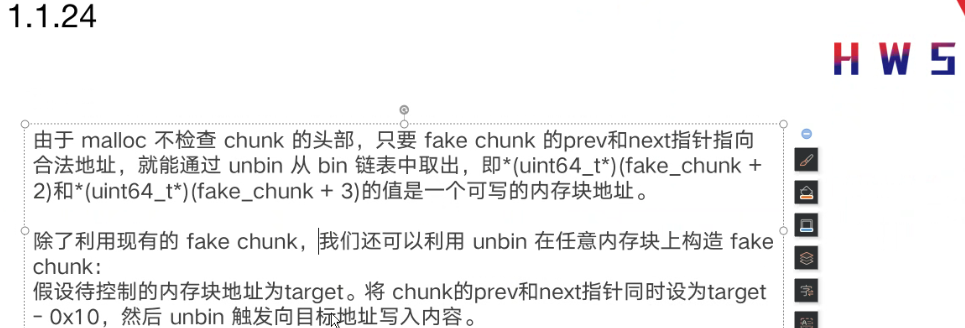 1.1.24
HWS
由于 malloc 不检查 chunk 的头部，只要 fake chunk 的prev和next指针指向
合法地址，就能通过 unbin 从 bin 链表中取出，即*(uint64_t*)(fake_chunk +
2)和*(uint64_t*)(fake_chunk + 3)的值是一个可写的内存块地址。
除了利用现有的 fake chunk，我们还可以利用 unbin 在任意内存块上构造 fake
chunk：
假设待控制的内存块地址为target。将 chunk的prev和next指针同时设为target
- 0x10，然后 unbin 触发向目标地址写入内容。